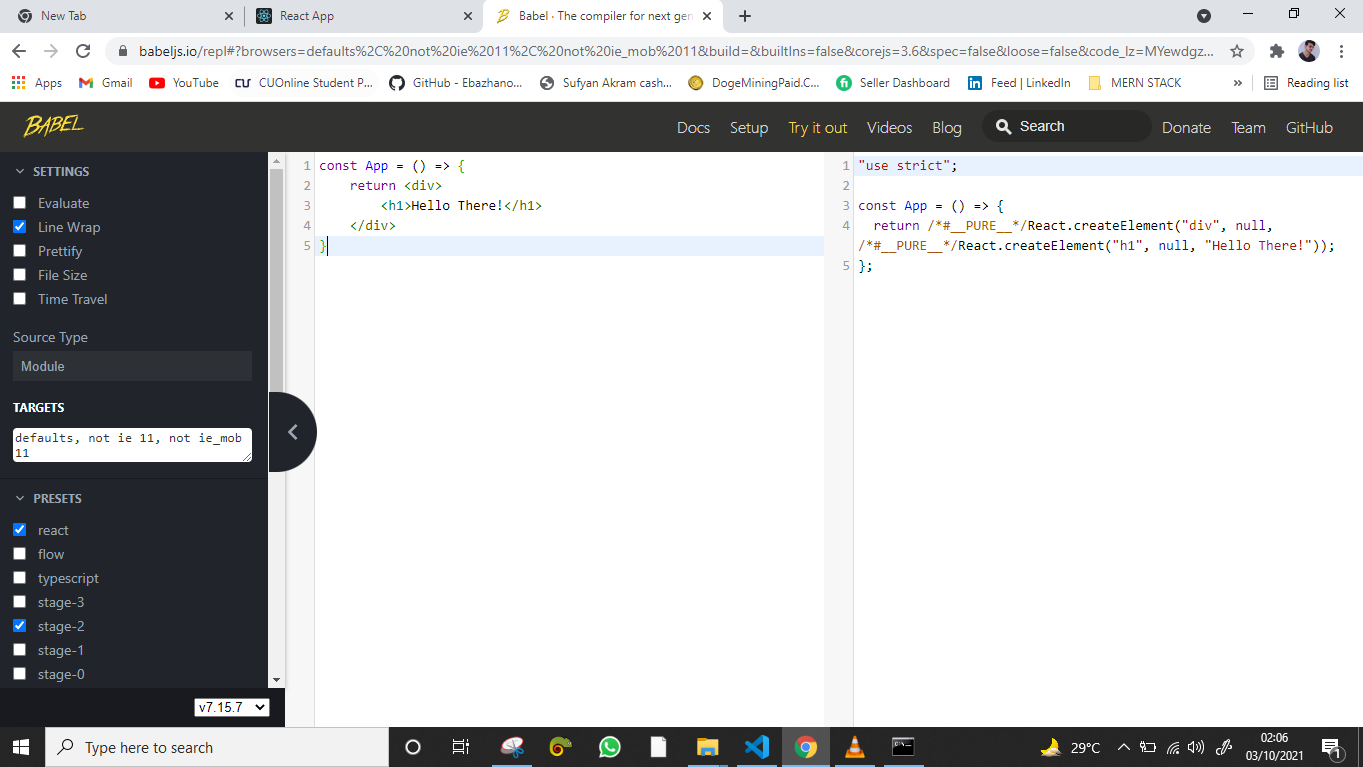 New Tab
React App
Babel · The compiler for next gen
babeljs.io/repl#?browsers=defaults%2C%20not%20ie%2011%2C%20not%20ie_mob%2011&build=&builtIns=false&corejs=3.6&spec=false&loose=false&code_lz=MYewdgz...
Apps
Gmail
YouTube
CUOnline Student P...
GitHub - Ebazhano...
Sufyan Akram cash...
DogeMiningPaid.C...
Seller Dashboard
Feed | LinkedIn
MERN STACK
»
Reading list
BABEL
Docs
Setup
Try it out
Videos
Blog
Search
Donate
Team
GitHub
SETTINGS
Evaluate
Line Wrap
Prettify
File Size
Time Travel
Source Type
Module
TARGETS
defaults, not ie 11, not ie_mob
11
PRESETS
react
flow
typescript
stage-3
stage-2
stage-1
stage-0
v7.15.7
1 const App = () => {
2     return <div>
3         <h1>Hello There!</h1>
4     </div>
5 }
1 "use strict";
2
3 const App = () => {
4   return /*#__PURE__*/React.createElement("div", null,
/*#__PURE__*/React.createElement("h1", null, "Hello There!"));
5 };
Type here to search
29°C
02:06
03/10/2021
1